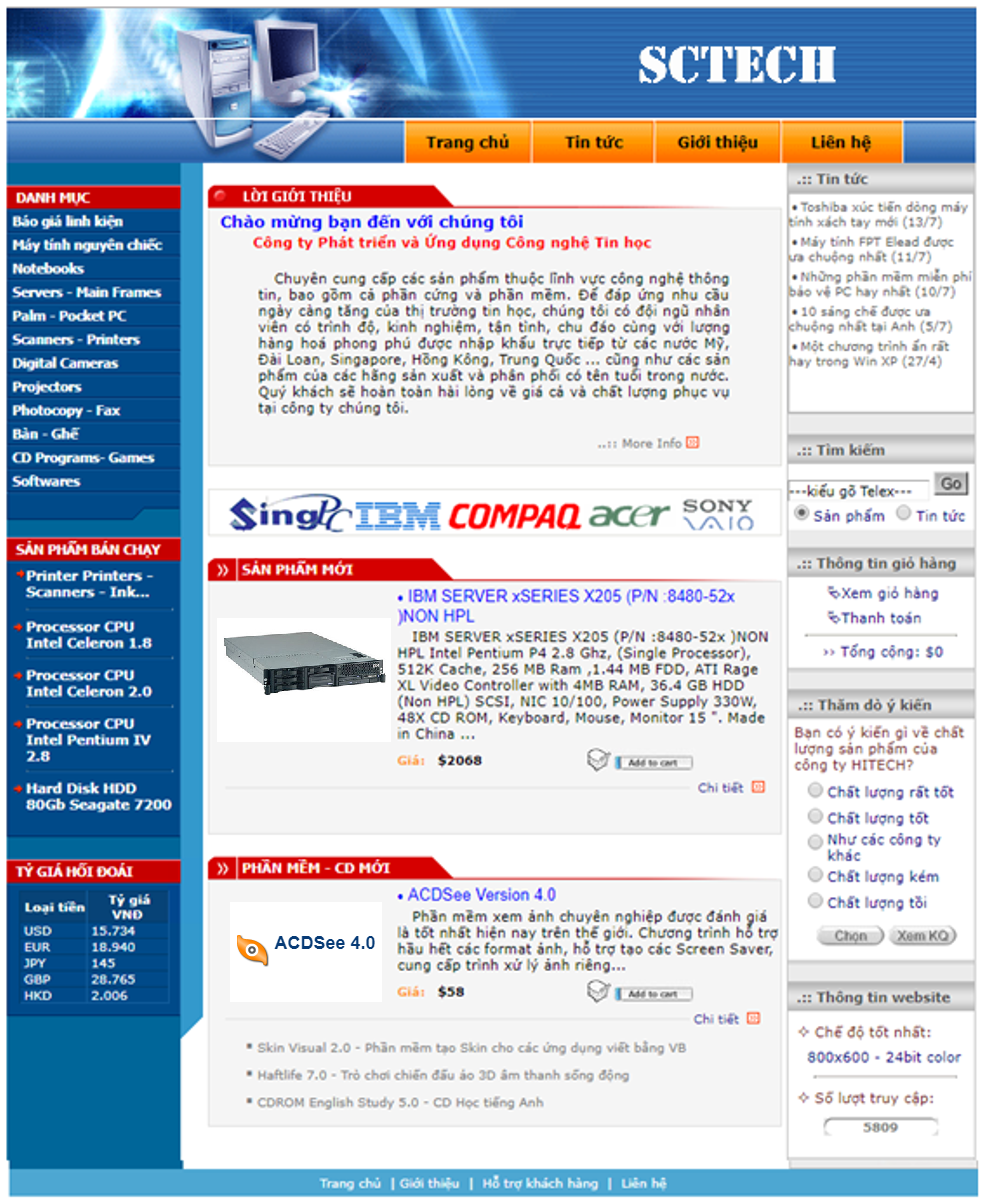 SCTECH
Trang chủ
Tin tức
Giới thiệu
Liên hệ
DANH MỤC
Báo giá linh kiện
Máy tính nguyên chiếc
Notebooks
Servers - Main Frames
Palm - Pocket PC
Scanners - Printers
Digital Cameras
Projectors
Photocopy - Fax
Bàn - Ghế
CD Programs- Games
Softwares
SẢN PHẨM BÁN CHẠY
Printer Printers -
Scanners - Ink...
Processor CPU
Intel Celeron 1.8
Processor CPU
Intel Celeron 2.0
Processor CPU
Intel Pentium IV
2.8
Hard Disk HDD
80Gb Seagate 7200
TỶ GIÁ HỐI ĐOÁI
Loại tiền Tỷ giá
VNĐ
USD 15.734
EUR 18.940
JPY 145
GBP 28.765
HKD 2.006
LỜI GIỚI THIỆU
Chào mừng bạn đến với chúng tôi
Công ty Phát triển và Ứng dụng Công nghệ Tin học
Chuyên cung cấp các sản phẩm thuộc lĩnh vực công nghệ thông
tin, bao gồm cả phần cứng và phần mềm. Để đáp ứng nhu cầu
ngày càng tăng của thị trường tin học, chúng tôi có đội ngũ nhân
viên có trình độ, kinh nghiệm, tận tình, chu đáo cùng với lượng
hàng hoá phong phú được nhập khẩu trực tiếp từ các nước Mỹ,
Đài Loan, Singapore, Hồng Kông, Trung Quốc ... cũng như các sản
phẩm của các hãng sản xuất và phân phối có tên tuổi trong nước.
Quý khách sẽ hoàn toàn hài lòng về giá cả và chất lượng phục vụ
tại công ty chúng tôi.
..:: More Info
SingPC IBM COMPAQ acer SONY
VAIO
SẢN PHẨM MỚI
• IBM SERVER xSERIES X205 (P/N :8480-52x
)NON HPL
IBM SERVER xSERIES X205 (P/N :8480-52x )NON
HPL Intel Pentium P4 2.8 Ghz, (Single Processor),
512K Cache, 256 MB Ram ,1.44 MB FDD, ATI Rage
XL Video Controller with 4MB RAM, 36.4 GB HDD
(Non HPL) SCSI, NIC 10/100, Power Supply 330W,
48X CD ROM, Keyboard, Mouse, Monitor 15 ". Made
in China ...
Giá: $2068
Add to cart
Chi tiết
PHẦN MỀM - CD MỚI
ACDSee 4.0
• ACDSee Version 4.0
Phần mềm xem ảnh chuyên nghiệp được đánh giá
là tốt nhất hiện nay trên thế giới. Chương trình hỗ trợ
hầu hết các format ảnh, hỗ trợ tạo các Screen Saver,
cung cấp trình xử lý ảnh riêng...
Giá: $58
Add to cart
Chi tiết
Skin Visual 2.0 - Phần mềm tạo Skin cho các ứng dụng viết bằng VB
Haftlife 7.0 - Trò chơi chiến đấu ảo 3D âm thanh sống động
CDROM English Study 5.0 - CD Học tiếng Anh
.:: Tin tức
• Toshiba xúc tiến dòng máy
tính xách tay mới (13/7)
• Máy tính FPT Elead được
ưa chuộng nhất (11/7)
• Những phần mềm miễn phí
bảo vệ PC hay nhất (10/7)
• 10 sáng chế được ưa
chuộng nhất tại Anh (5/7)
• Một chương trình ẩn rất
hay trong Win XP (27/4)
.:: Tìm kiếm
---kiểu gõ Telex--- Go
Sản phẩm Tin tức
.:: Thông tin giỏ hàng
Xem giỏ hàng
Thanh toán
›› Tổng cộng: $0
.:: Thăm dò ý kiến
Bạn có ý kiến gì về chất
lượng sản phẩm của
công ty HITECH?
Chất lượng rất tốt
Chất lượng tốt
Như các công ty
khác
Chất lượng kém
Chất lượng tồi
Chọn Xem KQ
.:: Thông tin website
Chế độ tốt nhất:
800x600 - 24bit color
Số lượt truy cập:
5809
Trang chủ | Giới thiệu | Hỗ trợ khách hàng | Liên hệ